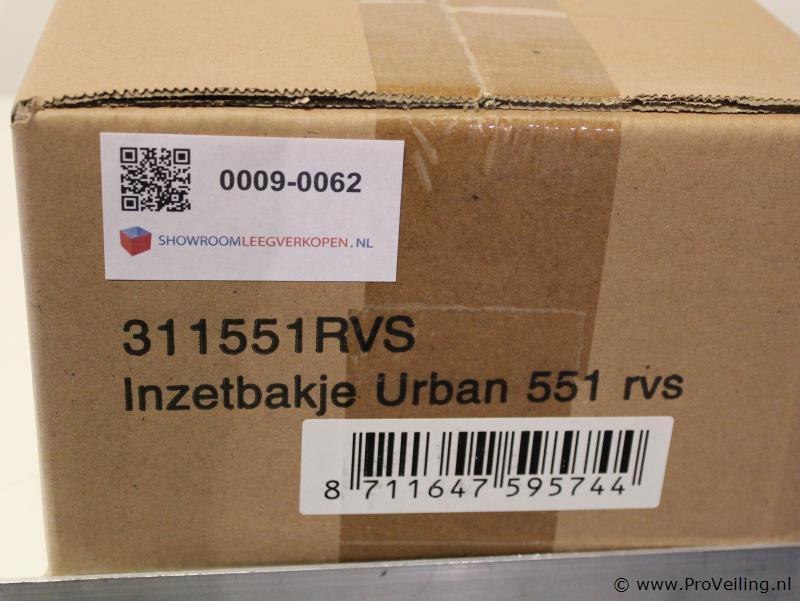 0009-0062
SHOWROOMLEEGVERKOPEN.NL
311551RVS
Inzetbakje Urban 551 rvs
8 711647 595744
© www.ProVeiling.nl